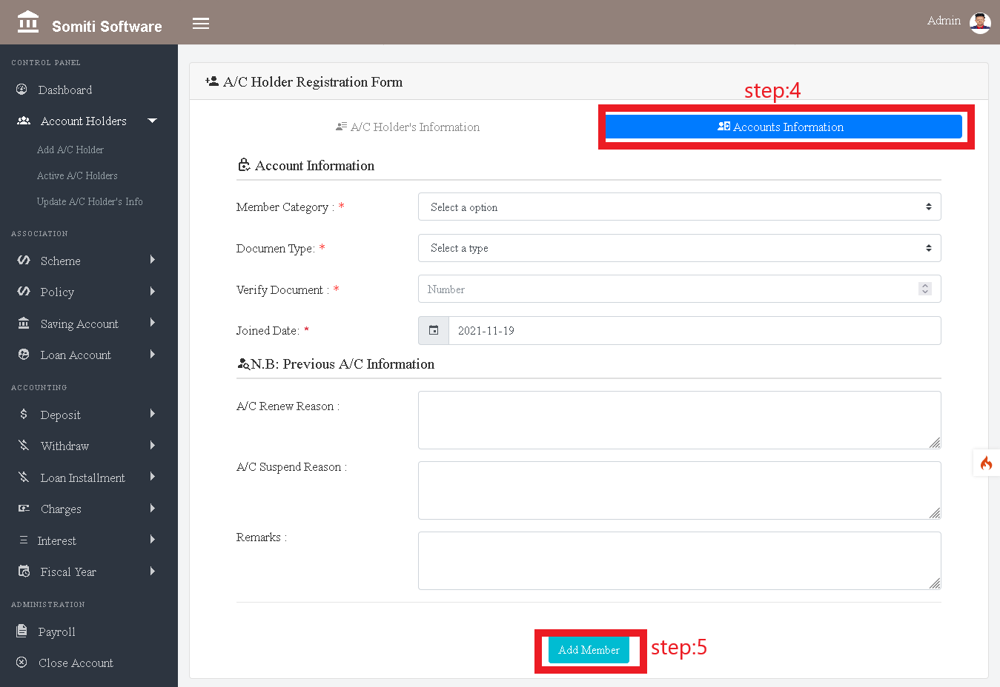 Somiti Software
Admin
CONTROL PANEL
Dashboard
Account Holders
Add A/C Holder
Active A/C Holders
Update A/C Holder's Info
ASSOCIATION
Scheme
Policy
Saving Account
Loan Account
ACCOUNTING
Deposit
Withdraw
Loan Installment
Charges
Interest
Fiscal Year
ADMINISTRATION
Payroll
Close Account
A/C Holder Registration Form
step:4
A/C Holder's Information
Accounts Information
Account Information
Member Category : *
Select a option
Documen Type: *
Select a type
Verify Document : *
Number
Joined Date: *
2021-11-19
N.B: Previous A/C Information
A/C Renew Reason :
A/C Suspend Reason :
Remarks :
Add Member
step:5